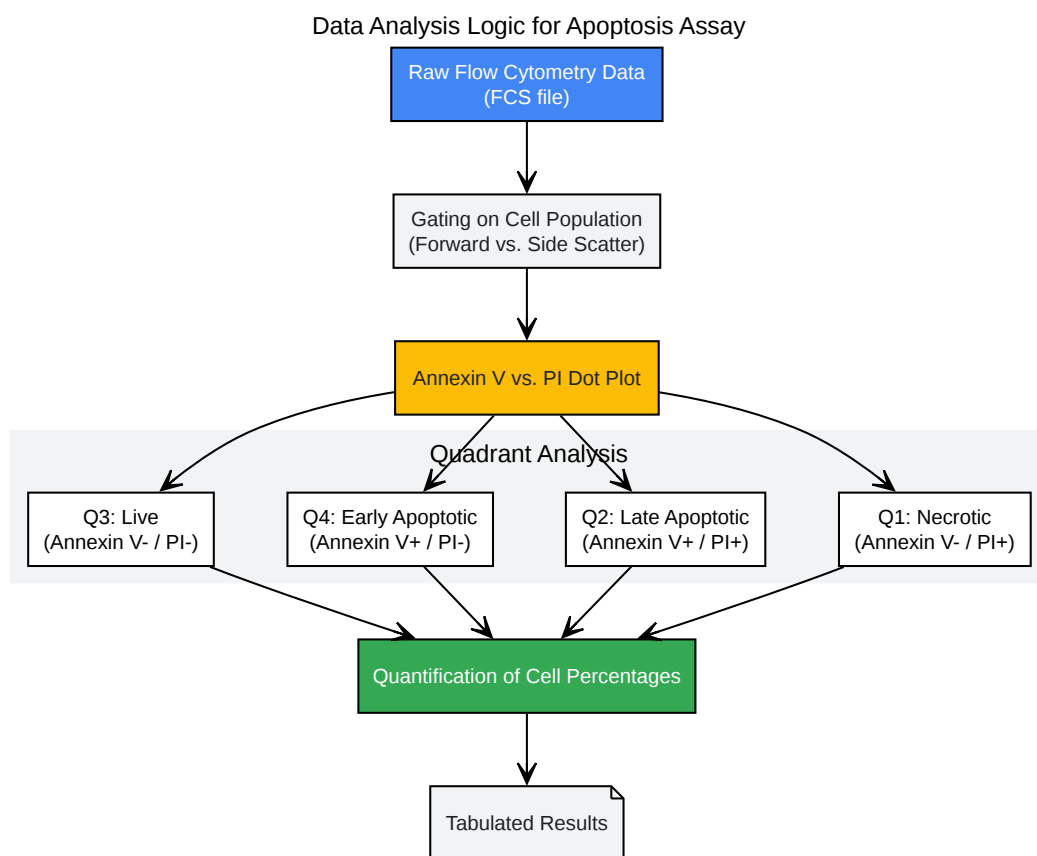 Data Analysis Logic for Apoptosis Assay
Raw Flow Cytometry Data
(FCS file)
Gating on Cell Population
(Forward vs. Side Scatter)
Annexin V vs. PI Dot Plot
Quadrant Analysis
Q3: Live
(Annexin V- / PI-)
Q4: Early Apoptotic
(Annexin V+ / PI-)
Q2: Late Apoptotic
(Annexin V+ / PI+)
Q1: Necrotic
(Annexin V- / PI+)
Quantification of Cell Percentages
Tabulated Results